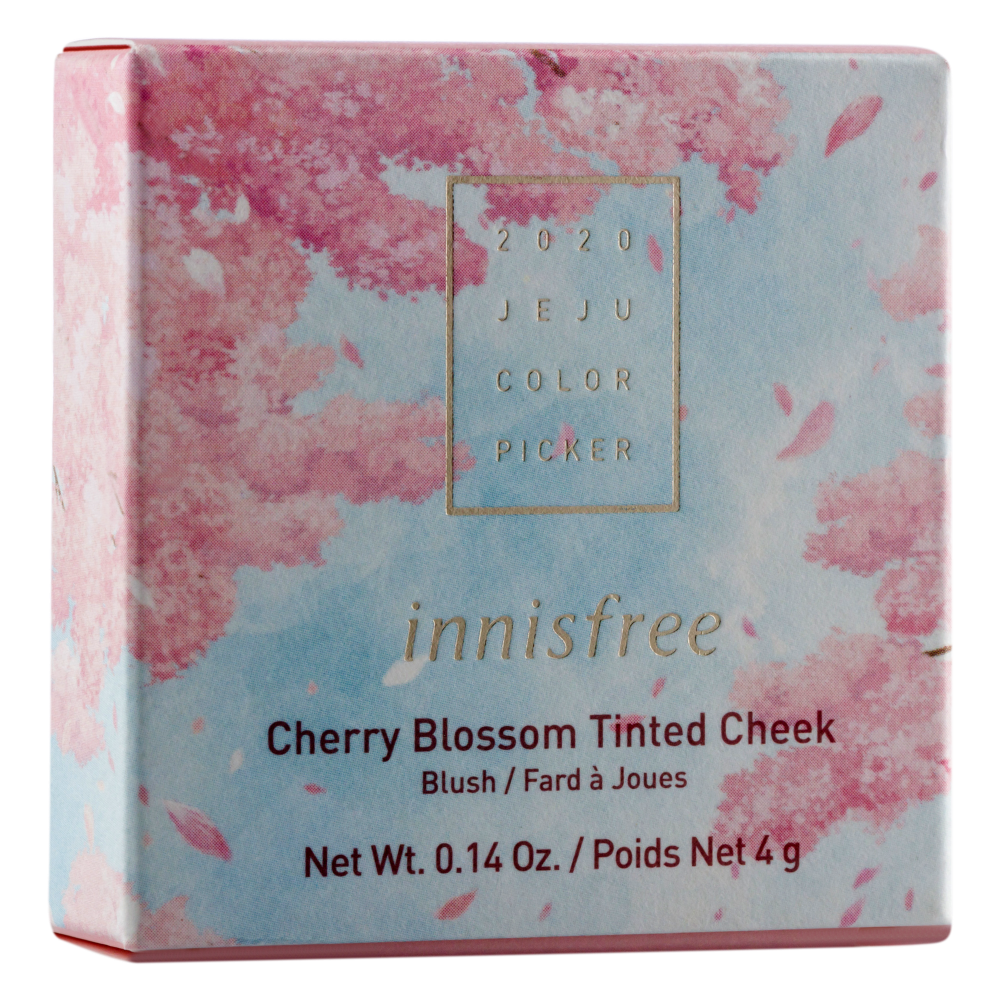 2020
JEJU
COLOR
PICKER
innisfree
Cherry Blossom Tinted Cheek
Blush / Fard à Joues
Net Wt. 0.14 Oz. / Poids Net 4 g